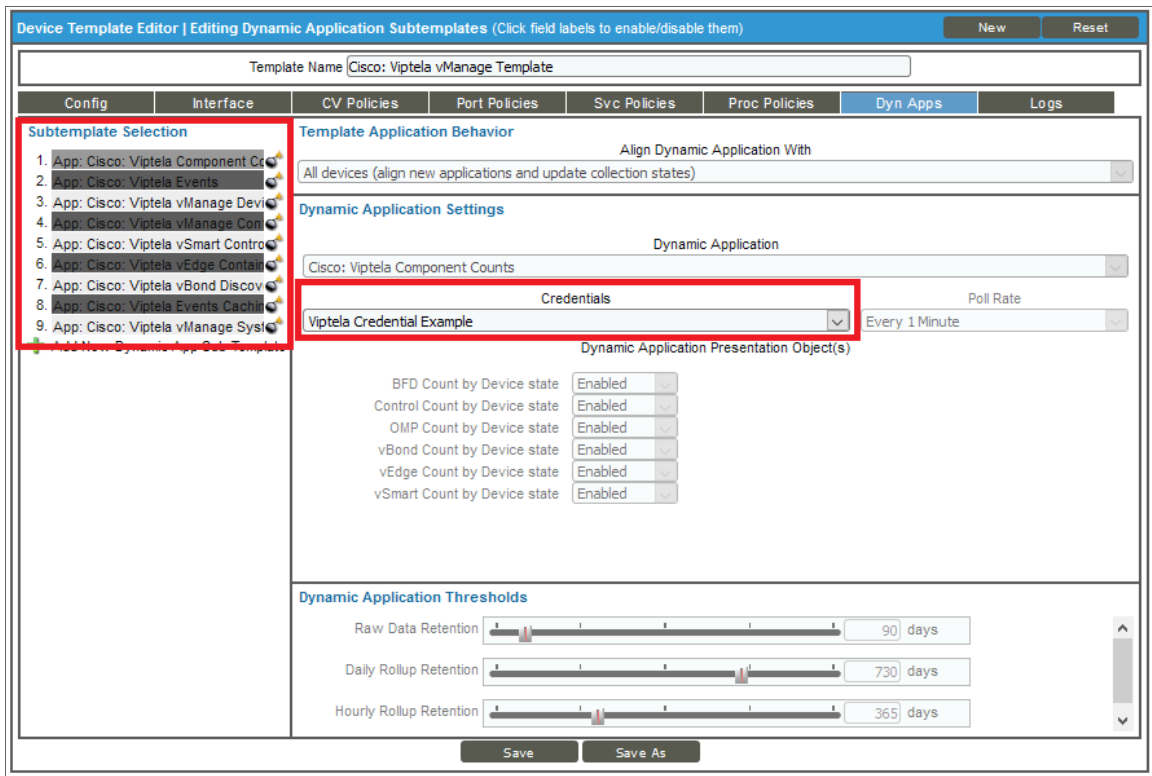 Device Template Editor | Editing Dynamic Application Subtemplates (Click field labels to enable/disable them) New Reset
Template Name Cisco: Viptela vManage Template
Config Interface CV Policies Port Policies Svc Policies Proc Policies Dyn Apps Logs
Subtemplate Selection
1. App: Cisco: Viptela Component Co
2. App: Cisco: Viptela Events
3. App: Cisco: Viptela vManage Devic
4. App: Cisco: Viptela vManage Cont
5. App: Cisco: Viptela vSmart Contro
6. App: Cisco: Viptela vEdge Contain
7. App: Cisco: Viptela vBond Discov
8. App: Cisco: Viptela Events Cachin
9. App: Cisco: Viptela vManage Syst
Add New Dynamic App Sub-Template
Template Application Behavior
Align Dynamic Application With
All devices (align new applications and update collection states)
Dynamic Application Settings
Dynamic Application
Cisco: Viptela Component Counts
Credentials Poll Rate
Viptela Credential Example Every 1 Minute
Dynamic Application Presentation Object(s)
BFD Count by Device state Enabled
Control Count by Device state Enabled
OMP Count by Device state Enabled
vBond Count by Device state Enabled
vEdge Count by Device state Enabled
vSmart Count by Device state Enabled
Dynamic Application Thresholds
Raw Data Retention 90 days
Daily Rollup Retention 730 days
Hourly Rollup Retention 365 days
Save Save As